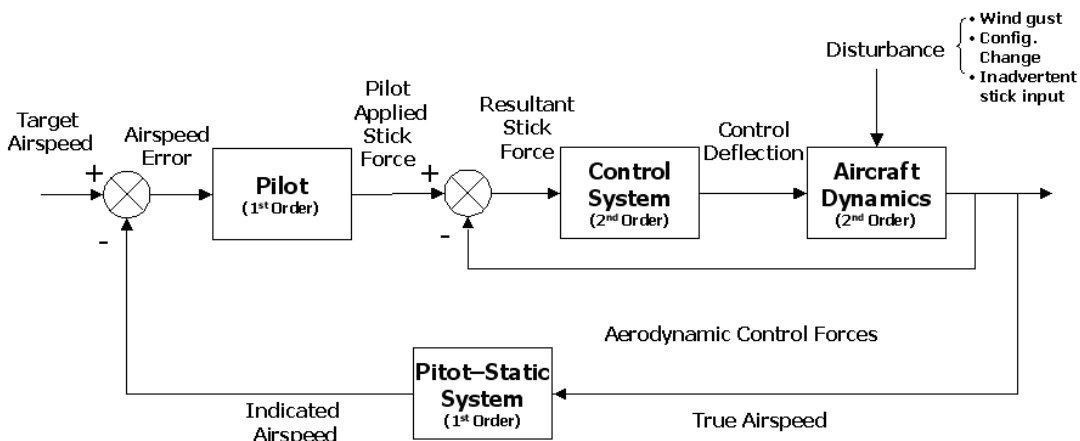 • Wind gust
• Config.
Change
• Inadvertent
stick input
Disturbance
Pilot
Applied
Stick
Force
Resultant
Stick
Force
Target
Airspeed
Airspeed
Error
Control
Deflection
+
-
Pilot
(1st Order)
+
-
Control
System
(2nd Order)
Aircraft
Dynamics
(2nd Order)
Aerodynamic Control Forces
Pitot–Static
System
(1st Order)
Indicated
Airspeed
True Airspeed